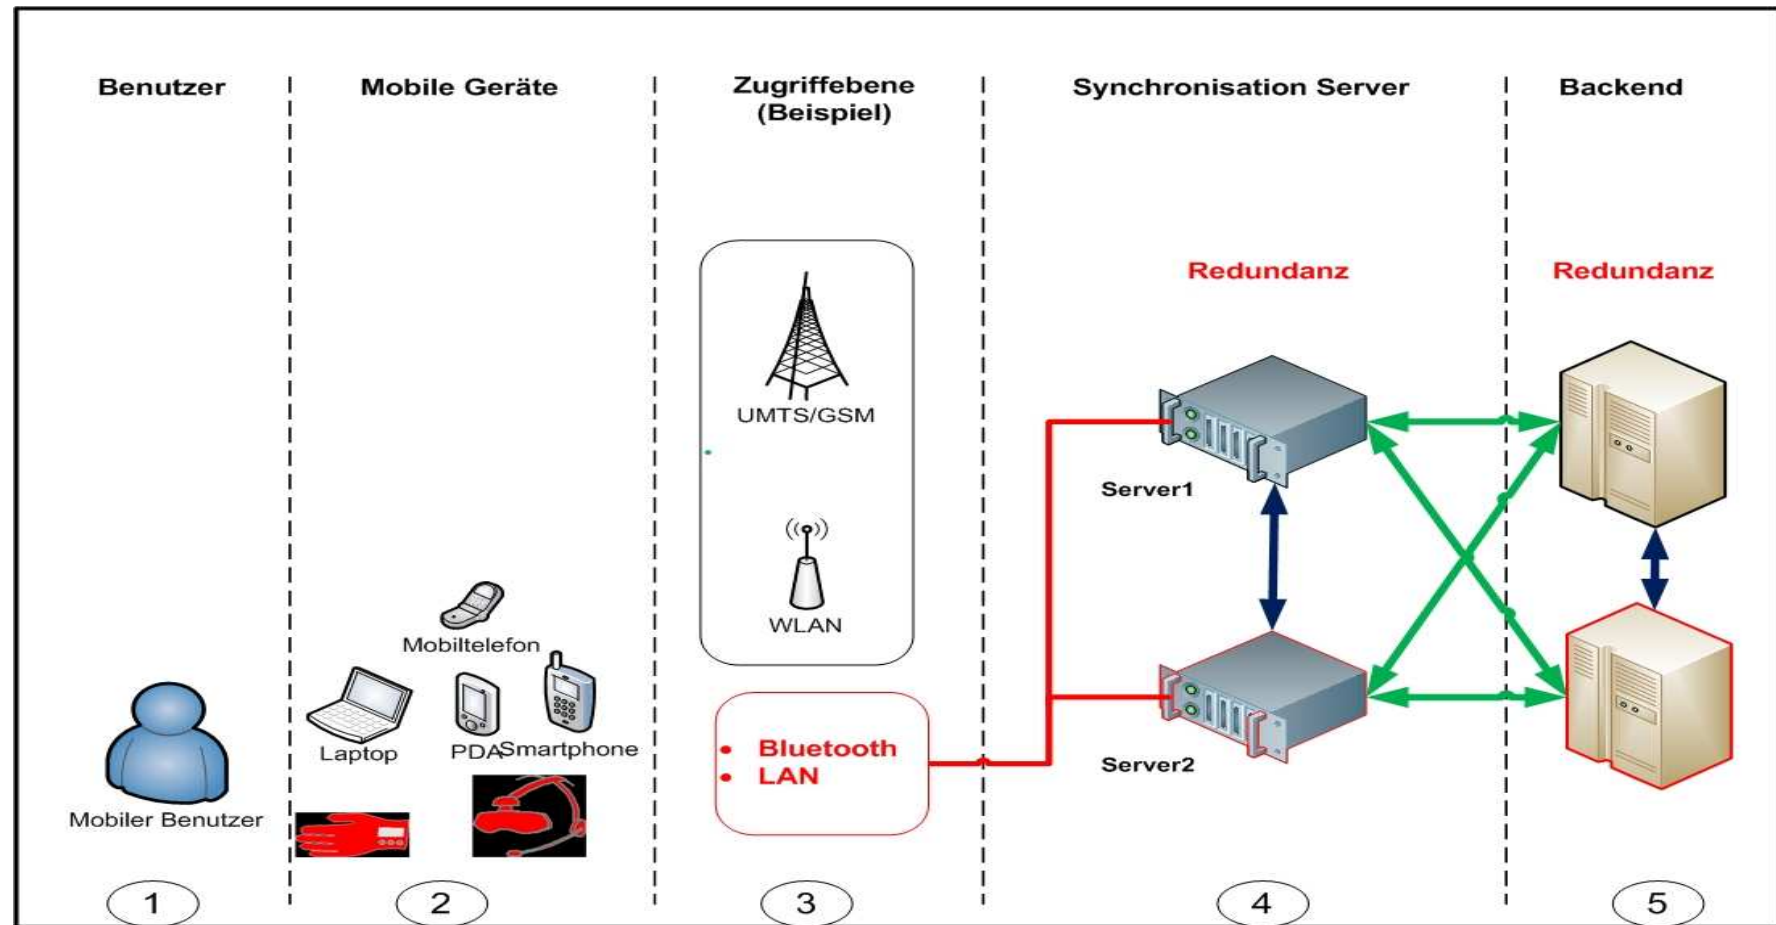 Benutzer
Mobile Geräte
Zugriffebene
(Beispiel)
Synchronisation Server
Backend
Redundanz
Redundanz
UMTS/GSM
Server1
WLAN
Mobiltelefon
Laptop
PDA
Smartphone
• Bluetooth
• LAN
Server2
Mobiler Benutzer
1
2
3
4
5